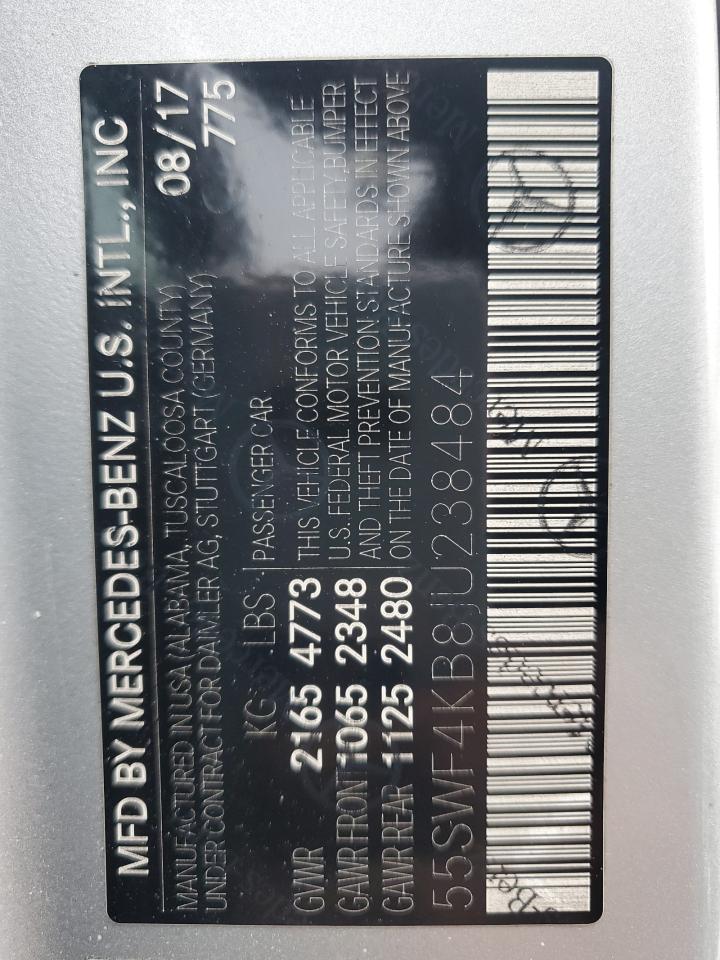 MFD BY MERCEDES-BENZ U.S. INTL., INC
MANUFACTURED IN USA (ALABAMA, TUSCALOOSA COUNTY)
UNDER CONTRACT FOR DAIMLER AG, STUTTGART (GERMANY)
08/17
775
KG LBS PASSENGER CAR
GVWR 2165 4773
GAWR FRONT 1065 2348
GAWR REAR 1125 2480
THIS VEHICLE CONFORMS TO ALL APPLICABLE
U.S. FEDERAL MOTOR VEHICLE SAFETY,BUMPER
AND THEFT PREVENTION STANDARDS IN EFFECT
ON THE DATE OF MANUFACTURE SHOWN ABOVE
55SWF4KB8JU238484